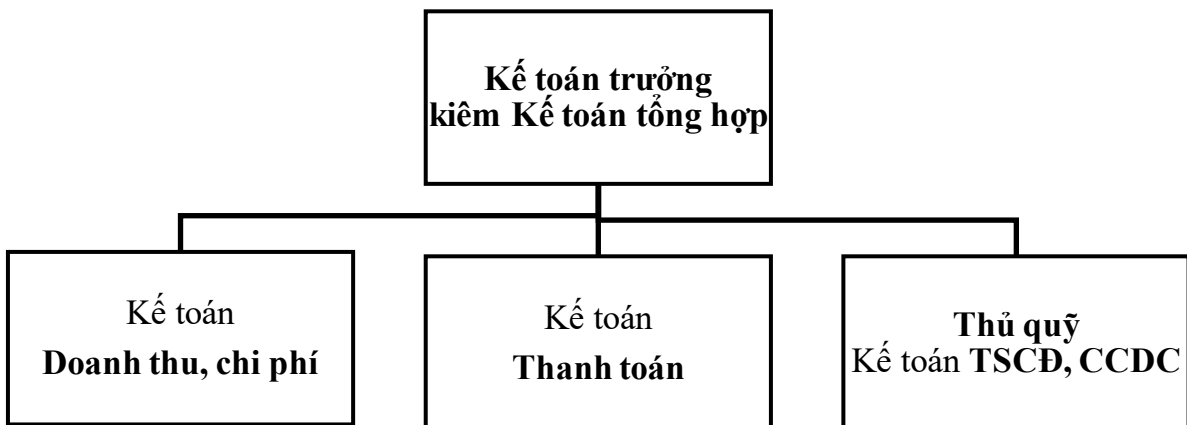 Kế toán trưởng
kiêm Kế toán tổng hợp
Kế toán
Doanh thu, chi phí
Kế toán
Thanh toán
Thủ quỹ
Kế toán TSCĐ, CCDC